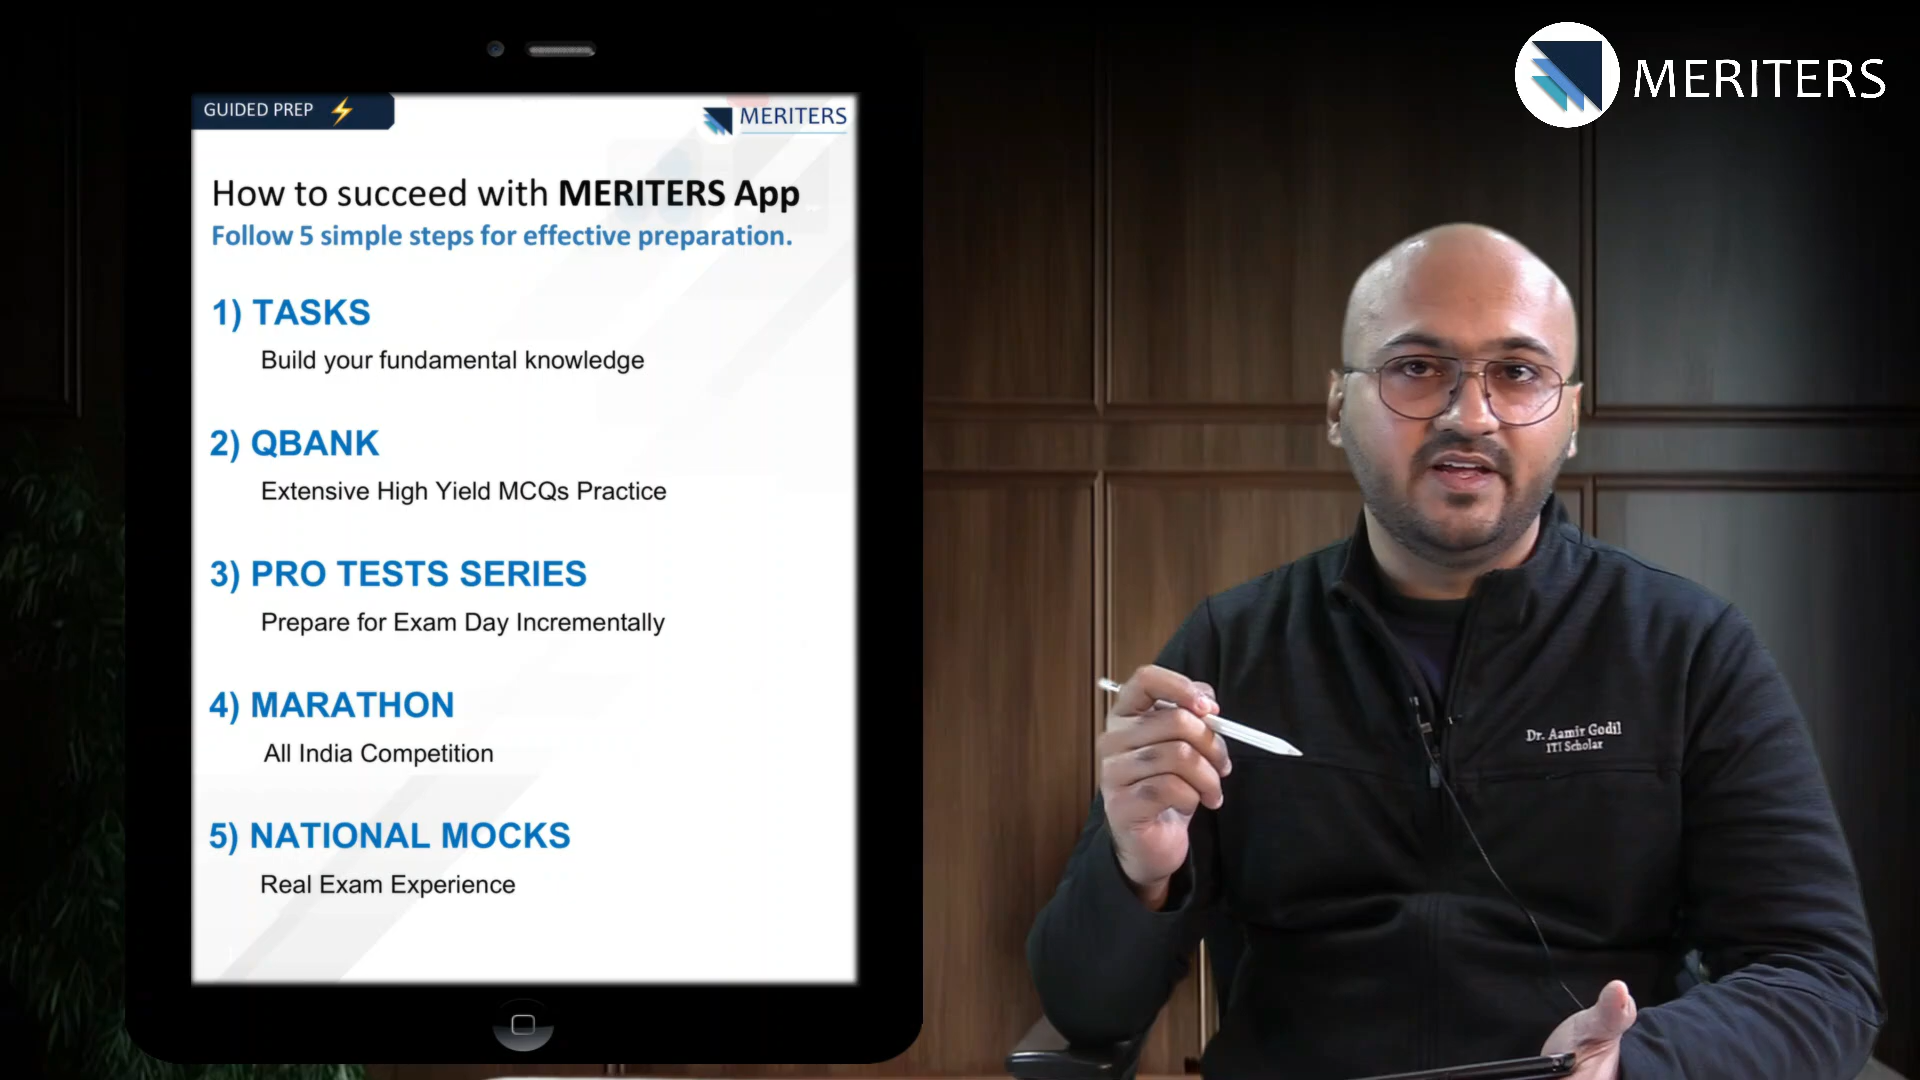 GUIDED PREP
MERITERS
How to succeed with MERITERS App
Follow 5 simple steps for effective preparation.
1) TASKS
Build your fundamental knowledge
2) QBANK
Extensive High Yield MCQs Practice
3) PRO TESTS SERIES
Prepare for Exam Day Incrementally
4) MARATHON
All India Competition
5) NATIONAL MOCKS
Real Exam Experience
MERITERS
Dr. Aamir Godil
ITI Scholar